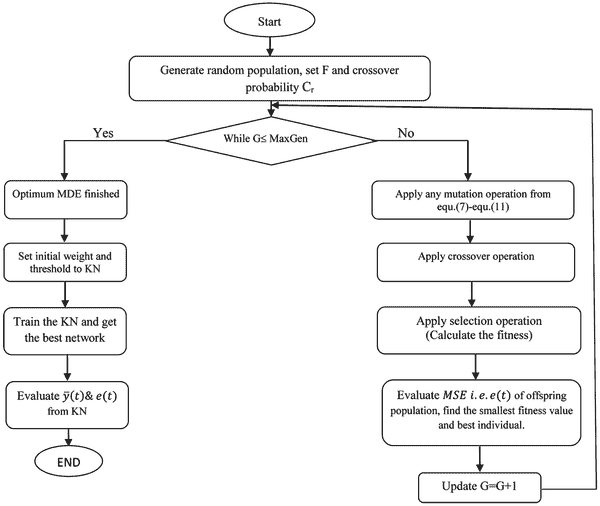 Start
Generate random population, set F and crossover
probability Cr
While G≤ MaxGen
Yes
No
Optimum MDE finished
Set initial weight and
threshold to KN
Train the KN and get
the best network
Evaluate ȳ(t)& e(t)
from KN
END
Apply any mutation operation from
equ.(7)-equ.(11)
Apply crossover operation
Apply selection operation
(Calculate the fitness)
Evaluate MSE i.e.e(t) of offspring
population, find the smallest fitness value
and best individual.
Update G=G+1